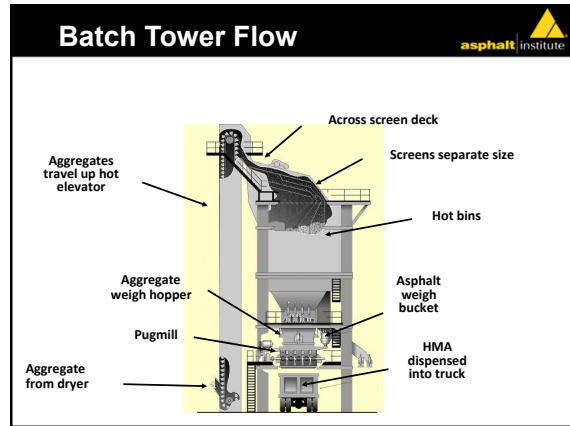 Batch Tower Flow
asphalt institute
Across screen deck
Aggregates
travel up hot
elevator
Screens separate size
Hot bins
Aggregate
weigh hopper
Asphalt
weigh
bucket
Pugmill
HMA
dispensed
into truck
Aggregate
from dryer